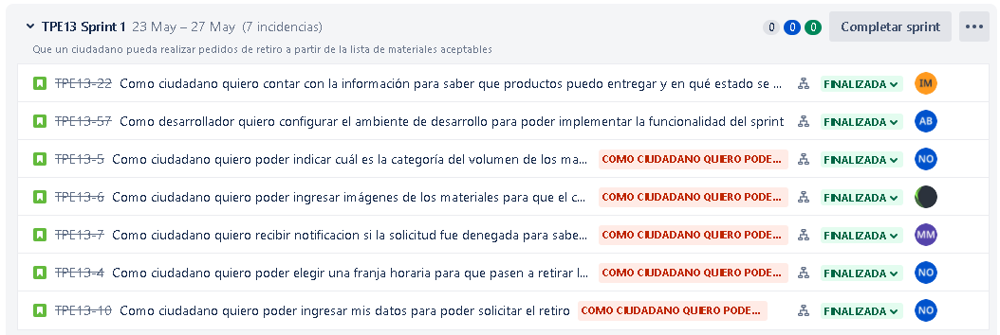 TPE13 Sprint 1 23 May – 27 May (7 incidencias) 0 0 0 Completar sprint
Que un ciudadano pueda realizar pedidos de retiro a partir de la lista de materiales aceptables
TPE13-22 Como ciudadano quiero contar con la información para saber que productos puedo entregar y en qué estado se ... FINALIZADA IM
TPE13-57 Como desarrollador quiero configurar el ambiente de desarrollo para poder implementar la funcionalidad del sprint FINALIZADA AB
TPE13-5 Como ciudadano quiero poder indicar cuál es la categoría del volumen de los ma... COMO CIUDADANO QUIERO PODE... FINALIZADA NO
TPE13-6 Como ciudadano quiero poder ingresar imágenes de los materiales para que el c... COMO CIUDADANO QUIERO PODE... FINALIZADA
TPE13-7 Como ciudadano quiero recibir notificacion si la solicitud fue denegada para sabe... COMO CIUDADANO QUIERO PODE... FINALIZADA MM
TPE13-4 Como ciudadano quiero poder elegir una franja horaria para que pasen a retirar l... COMO CIUDADANO QUIERO PODE... FINALIZADA NO
TPE13-10 Como ciudadano quiero poder ingresar mis datos para poder solicitar el retiro COMO CIUDADANO QUIERO PODE... FINALIZADA NO